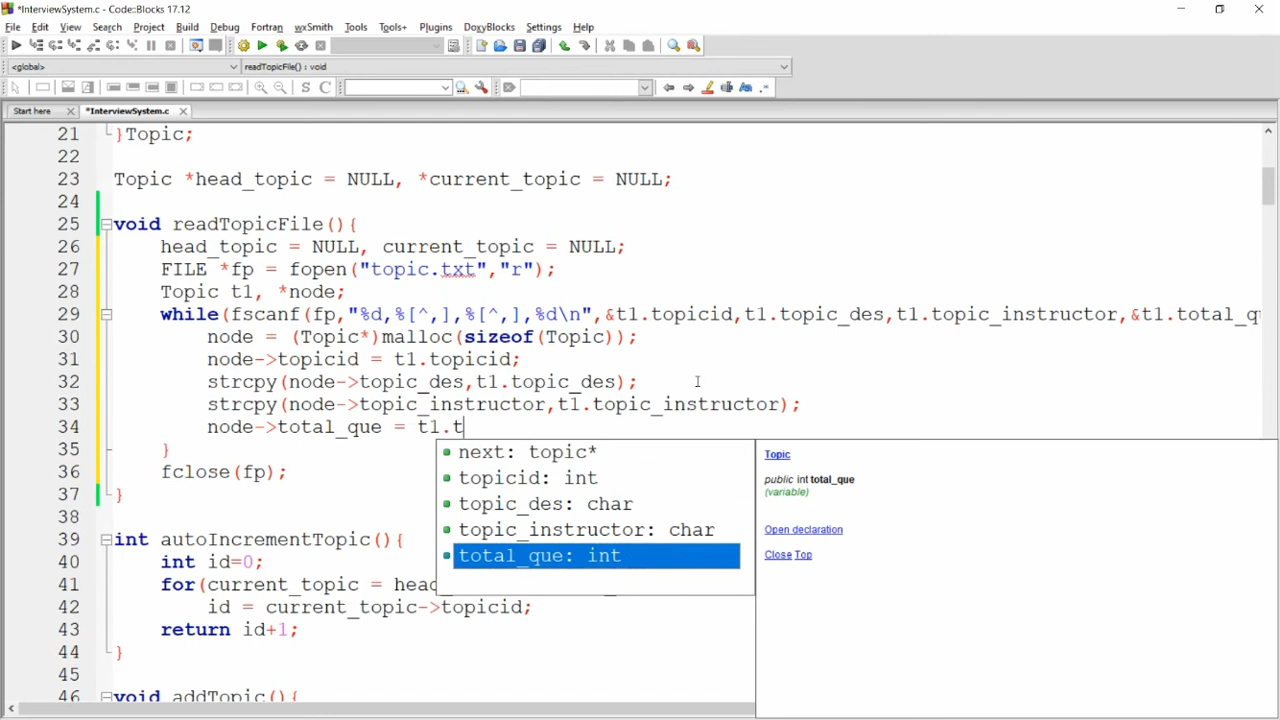 *InterviewSystem.c - Code::Blocks 17.12
File Edit View Search Project Build Debug Fortran wxSmith Tools Tools+ Plugins DoxyBlocks Settings Help
<global> readTopicFile() : void
S C
Start here *InterviewSystem.c
21 }Topic;
22
23 Topic *head_topic = NULL, *current_topic = NULL;
24
25 void readTopicFile(){
26 head_topic = NULL, current_topic = NULL;
27 FILE *fp = fopen("topic.txt","r");
28 Topic t1, *node;
29 while(fscanf(fp,"%d,%[^,],%[^,],%d\n",&t1.topicid,t1.topic_des,t1.topic_instructor,&t1.total_qu
30 node = (Topic*)malloc(sizeof(Topic));
31 node->topicid = t1.topicid;
32 strcpy(node->topic_des,t1.topic_des);
33 strcpy(node->topic_instructor,t1.topic_instructor);
34 node->total_que = t1.t
next: topic*
topicid: int
topic_des: char
topic_instructor: char
total_que: int
Topic
public int total_que
(variable)
Open declaration
Close Top
35 }
36 fclose(fp);
37 }
38
39 int autoIncrementTopic(){
40 int id=0;
41 for(current_topic = head
42 id = current_topic->topicid;
43 return id+1;
44 }
45
46 void addTopic(){